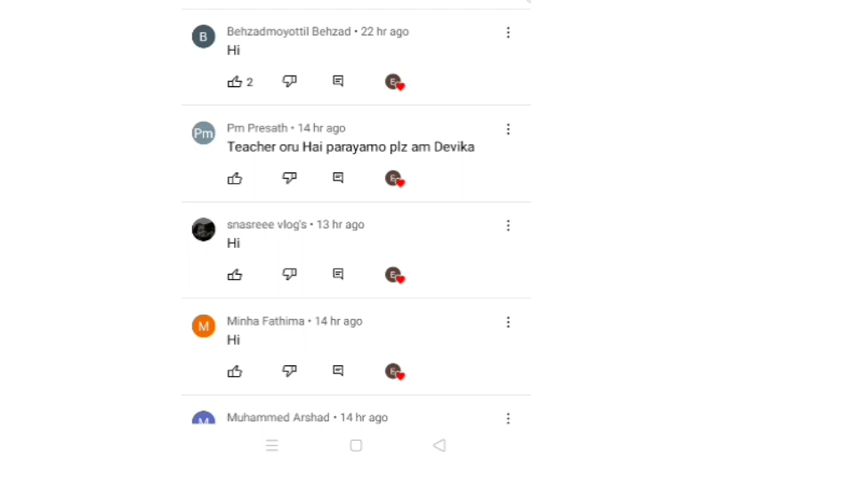 Behzadmoyottil Behzad • 22 hr ago
Hi
2
Pm Presath • 14 hr ago
Teacher oru Hai parayamo plz am Devika
snasreee vlog's • 13 hr ago
Hi
Minha Fathima • 14 hr ago
Hi
Muhammed Arshad • 14 hr ago